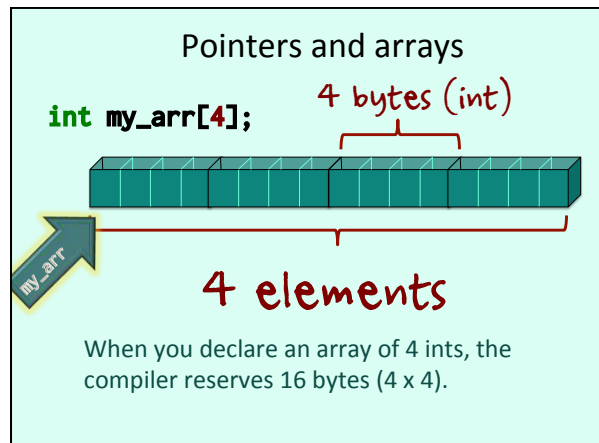 Pointers and arrays
4 bytes (int)
int my_arr[4];
my_arr
4 elements
When you declare an array of 4 ints, the
compiler reserves 16 bytes (4 x 4).